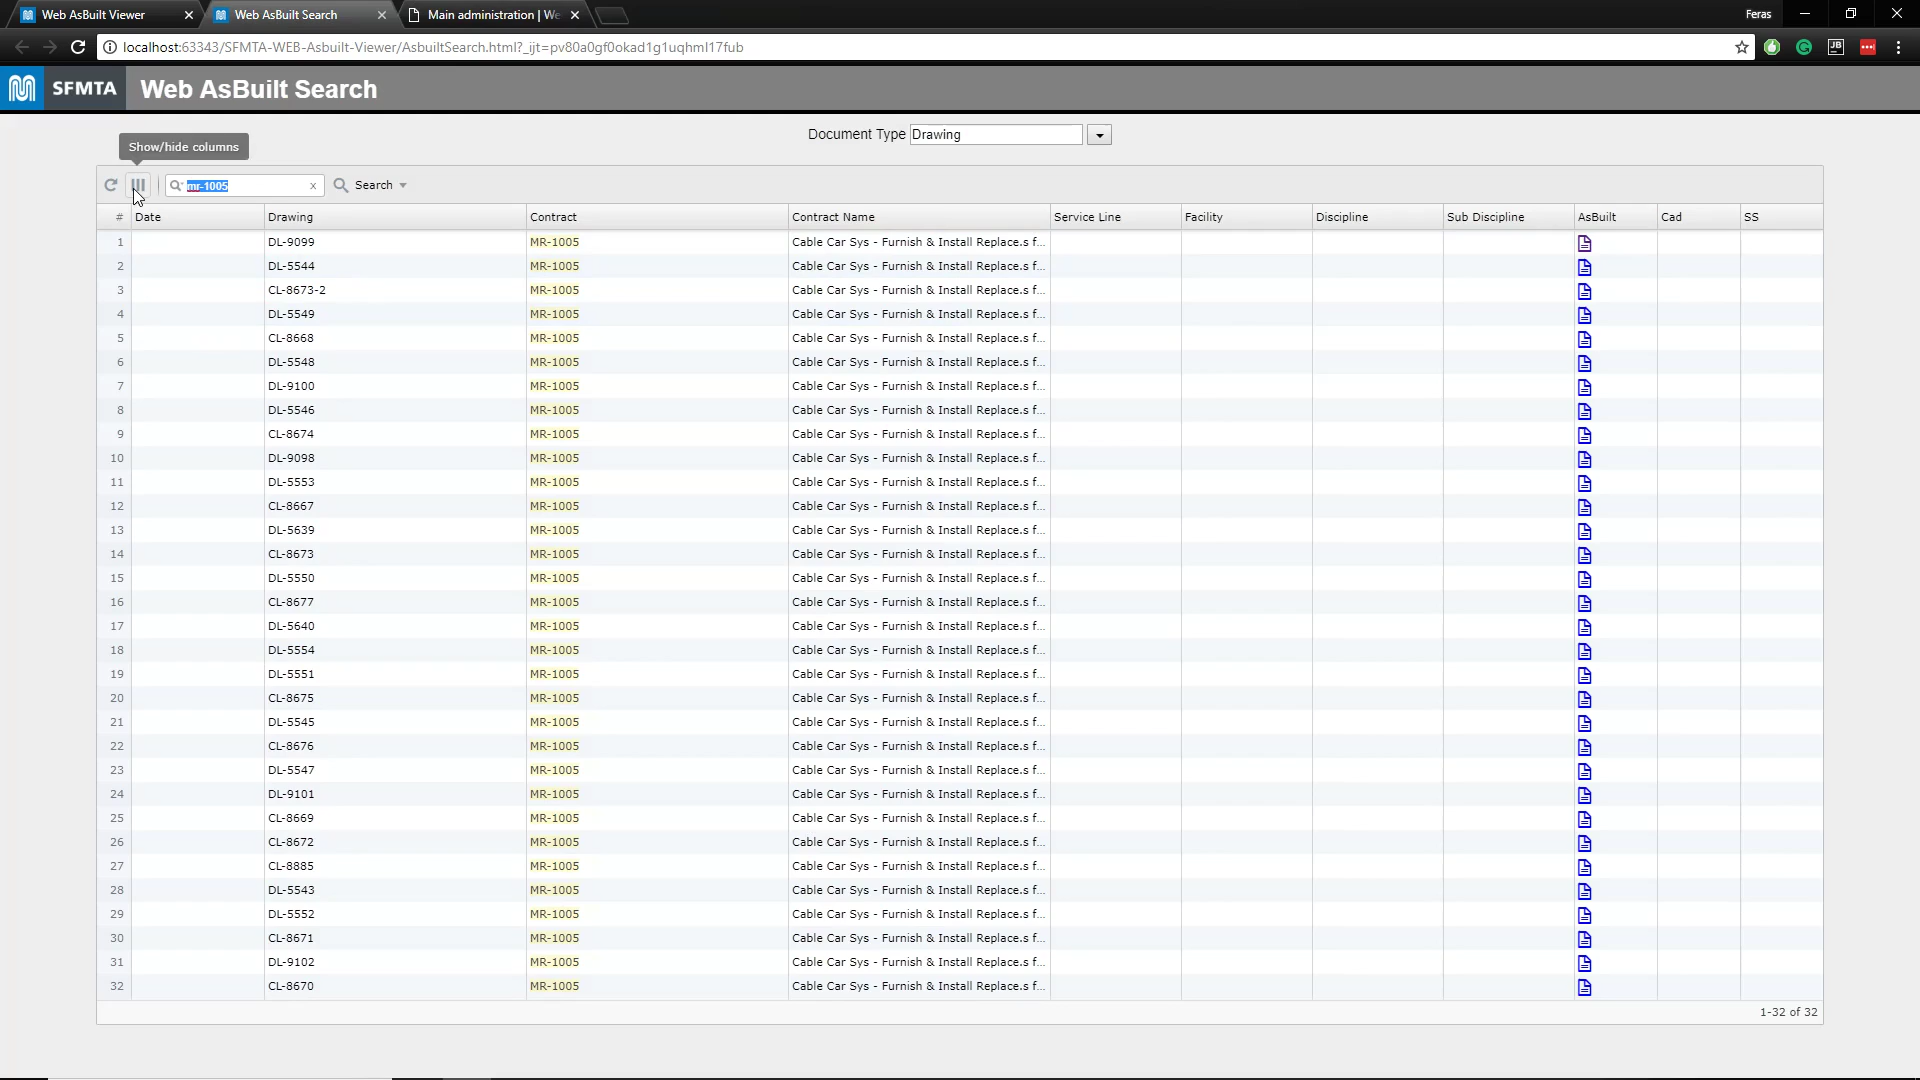 Web AsBuilt Viewer
Web AsBuilt Search
Main administration | We
Feras
localhost:63343/SFMTA-WEB-Asbuilt-Viewer/AsbuiltSearch.html?_ijt=pv80a0gf0okad1g1uqhml17fub
JB
SFMTA
Web AsBuilt Search
Document Type Drawing
Show/hide columns
mr-1005 x Search
# Date Drawing Contract Contract Name Service Line Facility Discipline Sub Discipline AsBuilt Cad SS
1 DL-9099 MR-1005 Cable Car Sys - Furnish & Install Replace.s f...
2 DL-5544 MR-1005 Cable Car Sys - Furnish & Install Replace.s f...
3 CL-8673-2 MR-1005 Cable Car Sys - Furnish & Install Replace.s f...
4 DL-5549 MR-1005 Cable Car Sys - Furnish & Install Replace.s f...
5 CL-8668 MR-1005 Cable Car Sys - Furnish & Install Replace.s f...
6 DL-5548 MR-1005 Cable Car Sys - Furnish & Install Replace.s f...
7 DL-9100 MR-1005 Cable Car Sys - Furnish & Install Replace.s f...
8 DL-5546 MR-1005 Cable Car Sys - Furnish & Install Replace.s f...
9 CL-8674 MR-1005 Cable Car Sys - Furnish & Install Replace.s f...
10 DL-9098 MR-1005 Cable Car Sys - Furnish & Install Replace.s f...
11 DL-5553 MR-1005 Cable Car Sys - Furnish & Install Replace.s f...
12 CL-8667 MR-1005 Cable Car Sys - Furnish & Install Replace.s f...
13 DL-5639 MR-1005 Cable Car Sys - Furnish & Install Replace.s f...
14 CL-8673 MR-1005 Cable Car Sys - Furnish & Install Replace.s f...
15 DL-5550 MR-1005 Cable Car Sys - Furnish & Install Replace.s f...
16 CL-8677 MR-1005 Cable Car Sys - Furnish & Install Replace.s f...
17 DL-5640 MR-1005 Cable Car Sys - Furnish & Install Replace.s f...
18 DL-5554 MR-1005 Cable Car Sys - Furnish & Install Replace.s f...
19 DL-5551 MR-1005 Cable Car Sys - Furnish & Install Replace.s f...
20 CL-8675 MR-1005 Cable Car Sys - Furnish & Install Replace.s f...
21 DL-5545 MR-1005 Cable Car Sys - Furnish & Install Replace.s f...
22 CL-8676 MR-1005 Cable Car Sys - Furnish & Install Replace.s f...
23 DL-5547 MR-1005 Cable Car Sys - Furnish & Install Replace.s f...
24 DL-9101 MR-1005 Cable Car Sys - Furnish & Install Replace.s f...
25 CL-8669 MR-1005 Cable Car Sys - Furnish & Install Replace.s f...
26 CL-8672 MR-1005 Cable Car Sys - Furnish & Install Replace.s f...
27 CL-8885 MR-1005 Cable Car Sys - Furnish & Install Replace.s f...
28 DL-5543 MR-1005 Cable Car Sys - Furnish & Install Replace.s f...
29 DL-5552 MR-1005 Cable Car Sys - Furnish & Install Replace.s f...
30 CL-8671 MR-1005 Cable Car Sys - Furnish & Install Replace.s f...
31 DL-9102 MR-1005 Cable Car Sys - Furnish & Install Replace.s f...
32 CL-8670 MR-1005 Cable Car Sys - Furnish & Install Replace.s f...
1-32 of 32